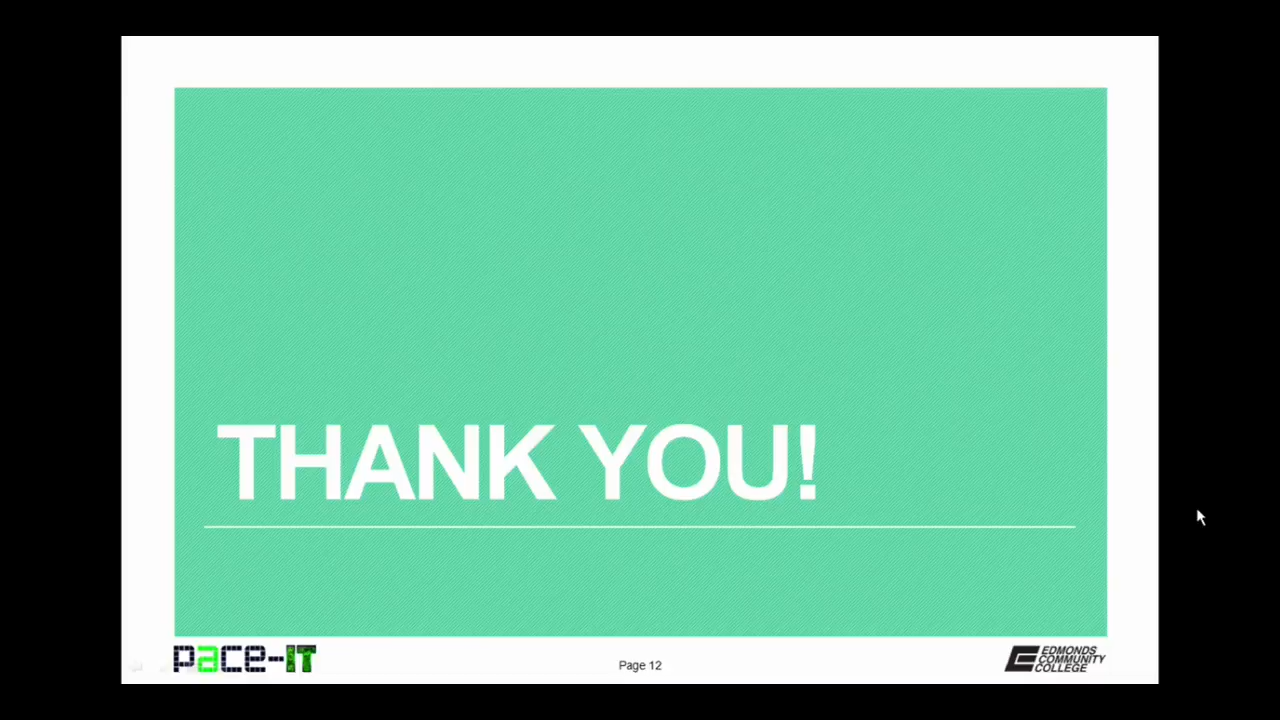 THANK YOU!
pace-IT
Page 12
EDMONDS
COMMUNITY
COLLEGE